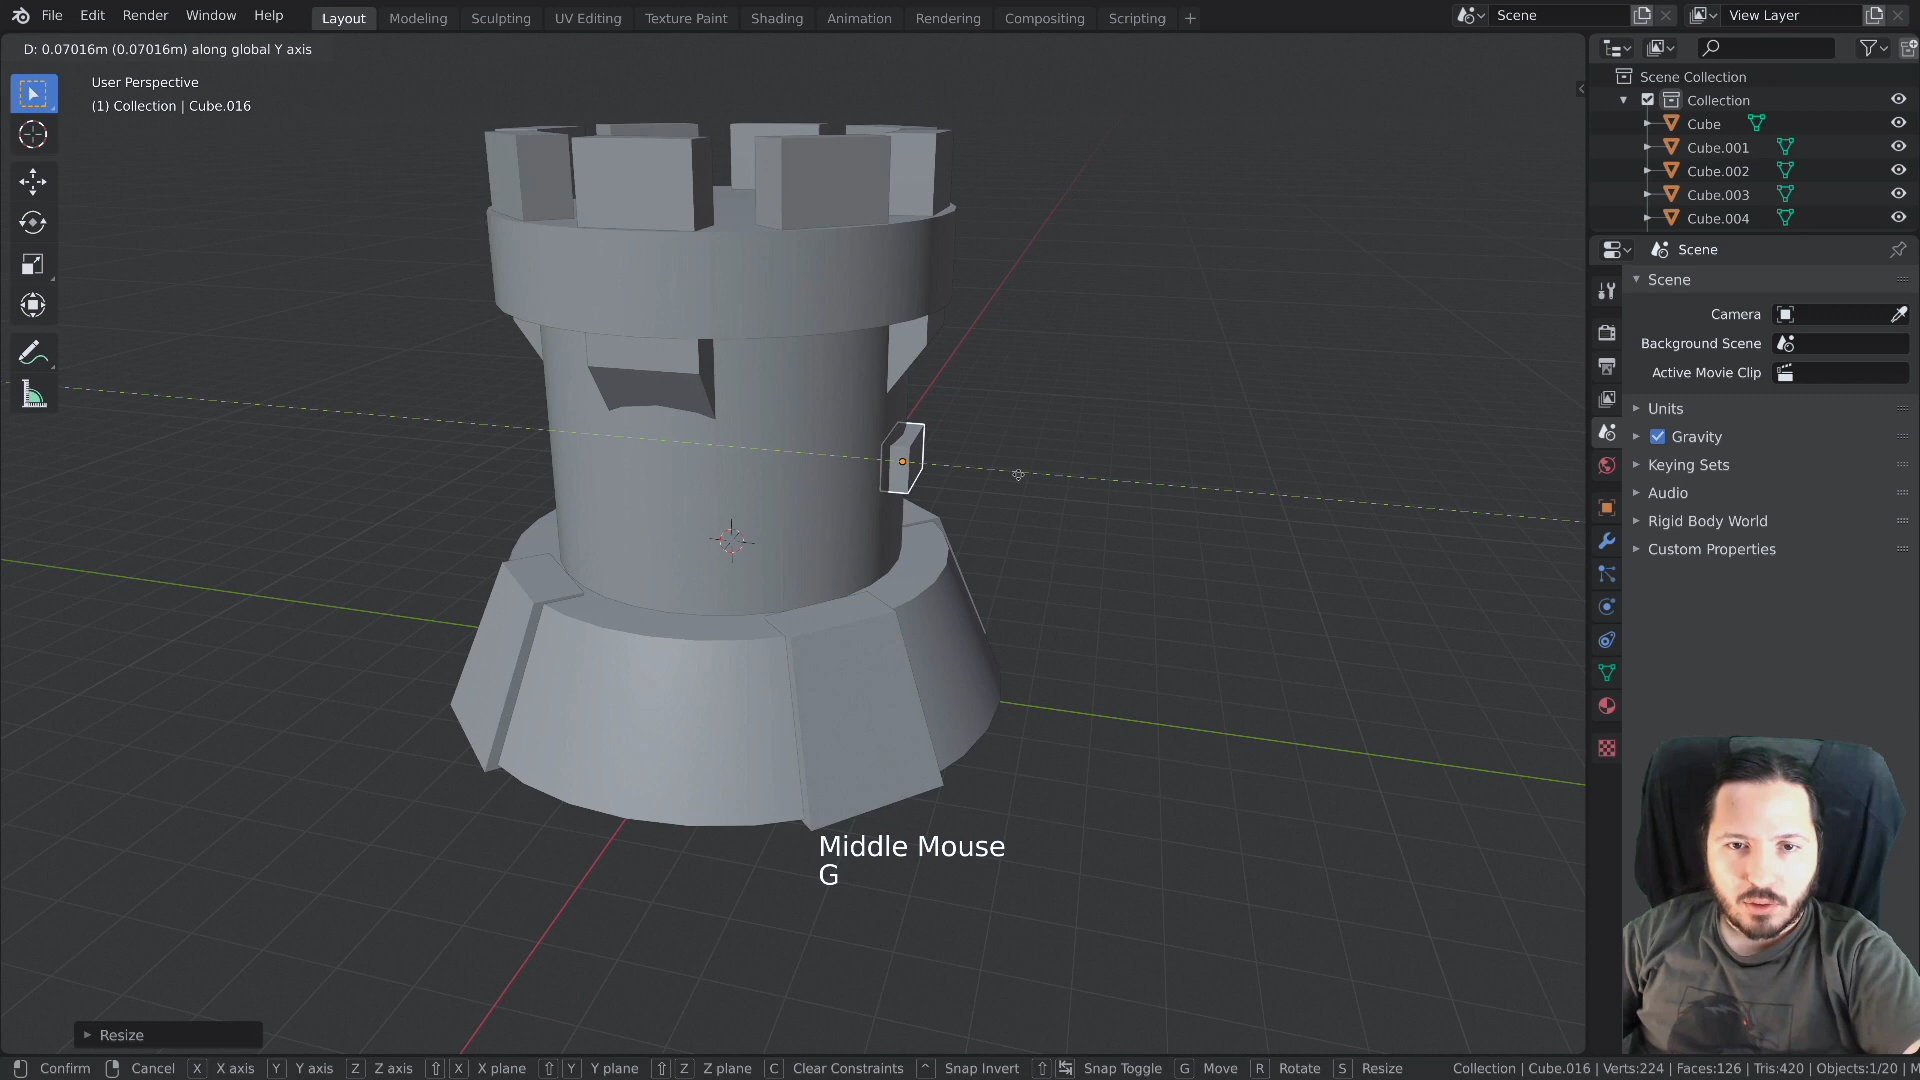 File Edit Render Window Help Layout Modeling Sculpting UV Editing Texture Paint Shading Animation Rendering Compositing Scripting + Scene View Layer
D: 0.07016m (0.07016m) along global Y axis
User Perspective
(1) Collection | Cube.016
Scene Collection
Collection
Cube
Cube.001
Cube.002
Cube.003
Cube.004
Scene
Scene
Camera
Background Scene
Active Movie Clip
Units
Gravity
Keying Sets
Audio
Rigid Body World
Custom Properties
Middle Mouse
G
Resize
Confirm Cancel X X axis Y Y axis Z Z axis X X plane Y Y plane Z Z plane C Clear Constraints ^ Snap Invert Snap Toggle G Move R Rotate S Resize Collection | Cube.016 | Verts:224 | Faces:126 | Tris:420 | Objects:1/20 | M